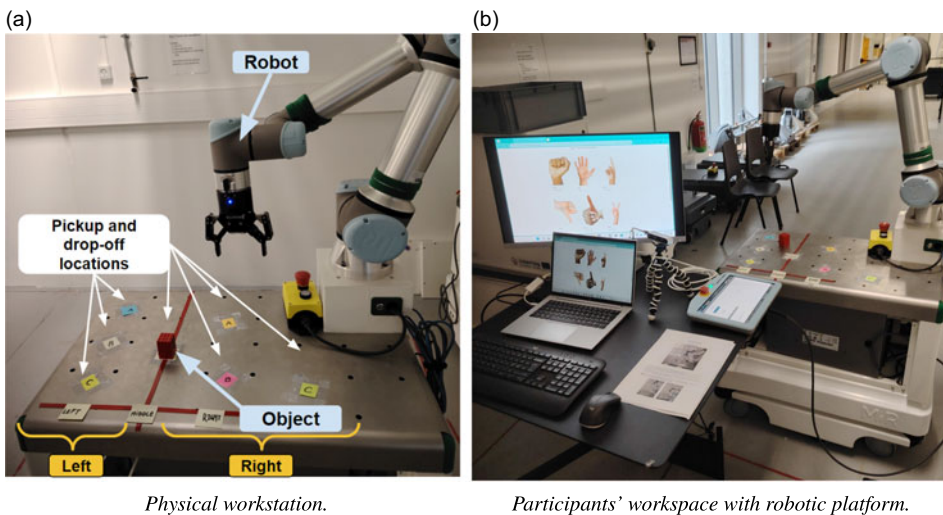 (a)
(b)
Robot
Pickup and
drop-off
locations
A
C
B
C
LEFT
MIDDLE
RIGHT
Object
Left
Right
MiR
Physical workstation.
Participants' workspace with robotic platform.